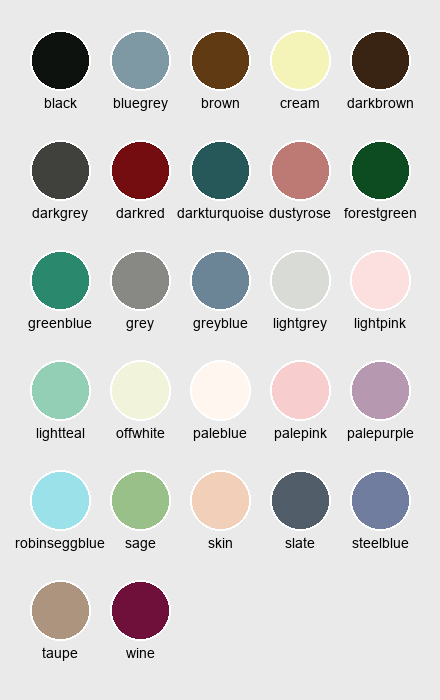 black bluegrey brown cream darkbrown
darkgrey darkred darkturquoise dustyrose forestgreen
greenblue grey greyblue lightgrey lightpink
lightteal offwhite paleblue palepink palepurple
robinseggblue sage skin slate steelblue
taupe wine